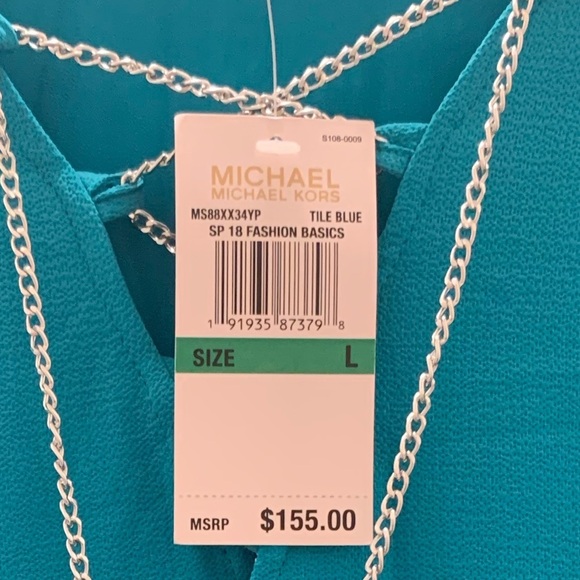 S108-0009
MICHAEL
MICHAEL KORS
MS88XX34YP TILE BLUE
SP 18 FASHION BASICS
1 91935 87379 8
SIZE L
MSRP $155.00